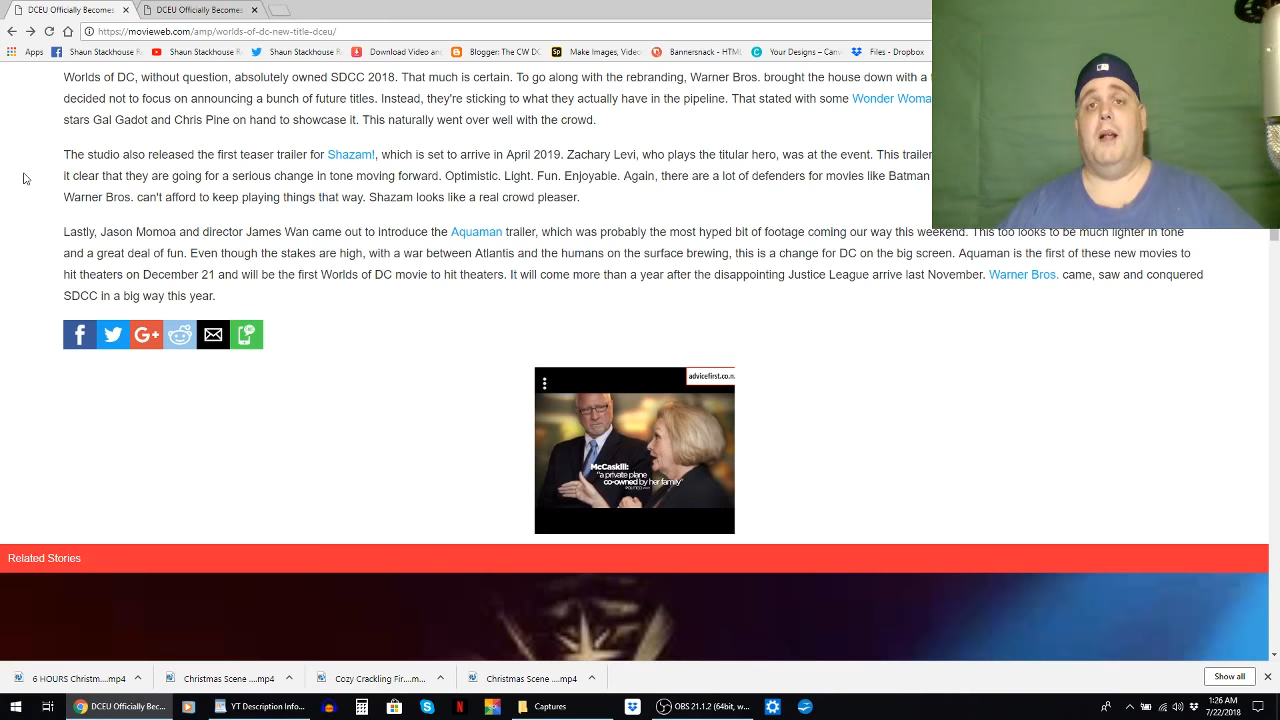 DCEU Officially Becomes × DCEU Officially Becomes ×
https://movieweb.com/amp/worlds-of-dc-new-title-dceu/
Apps Shaun Stackhouse Shaun Stackhouse R Shaun Stackhouse Download Video an Blogger: The CW DC Make Images, Video Bannersnack - HTML Your Designs – Canv Files - Dropbox
Worlds of DC, without question, absolutely owned SDCC 2018. That much is certain. To go along with the rebranding, Warner Bros. brought the house down with a
decided not to focus on announcing a bunch of future titles. Instead, they're sticking to what they actually have in the pipeline. That stated with some Wonder Woma
stars Gal Gadot and Chris Pine on hand to showcase it. This naturally went over well with the crowd.
The studio also released the first teaser trailer for Shazam!, which is set to arrive in April 2019. Zachary Levi, who plays the titular hero, was at the event. This trailer
it clear that they are going for a serious change in tone moving forward. Optimistic. Light. Fun. Enjoyable. Again, there are a lot of defenders for movies like Batman
Warner Bros. can't afford to keep playing things that way. Shazam looks like a real crowd pleaser.
Lastly, Jason Momoa and director James Wan came out to introduce the Aquaman trailer, which was probably the most hyped bit of footage coming our way this weekend. This too looks to be much lighter in tone
and a great deal of fun. Even though the stakes are high, with a war between Atlantis and the humans on the surface brewing, this is a change for DC on the big screen. Aquaman is the first of these new movies to
hit theaters on December 21 and will be the first Worlds of DC movie to hit theaters. It will come more than a year after the disappointing Justice League arrive last November. Warner Bros. came, saw and conquered
SDCC in a big way this year.
advicefirst.co.n.
McCaskill:
"a private plane
co-owned by her family"
Related Stories
6 HOURS Christm....mp4 Christmas Scene ....mp4 Cozy Crackling Fir....m... Christmas Scene ....mp4 Show all
DCEU Officially Bec... YT Description Info... Captures OBS 21.1.2 (64bit, w... 1:26 AM
7/22/2018